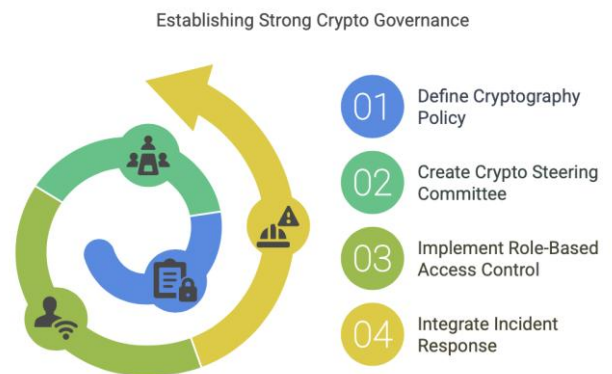 Establishing Strong Crypto Governance
01
Define Cryptography
Policy
02
Create Crypto Steering
Committee
03
Implement Role-Based
Access Control
04
Integrate Incident
Response